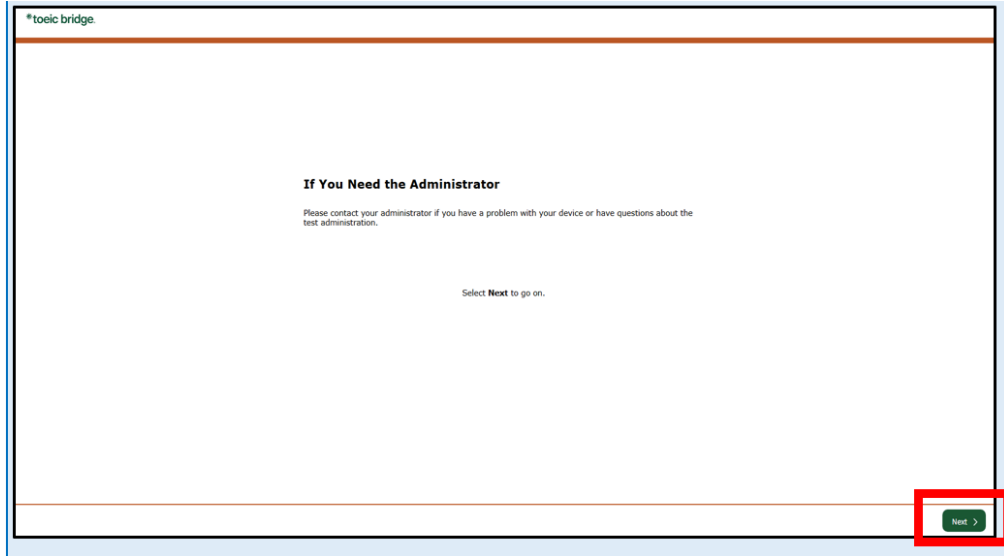 *toeic bridge.
If You Need the Administrator
Please contact your administrator if you have a problem with your device or have questions about the
test administration.
Select Next to go on.
Next >